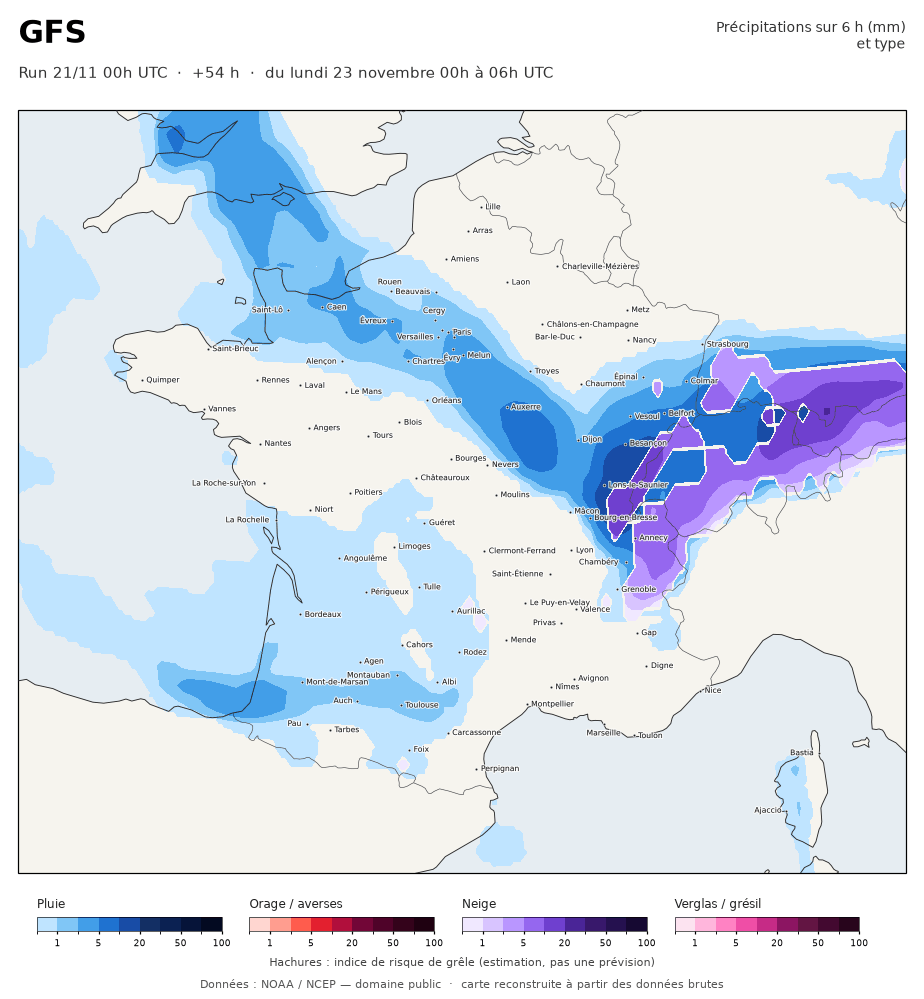 GFS
Précipitations sur 6 h (mm)
et type
Run 21/11 00h UTC · +54 h · du lundi 23 novembre 00h à 06h UTC
Lille
Arras
Amiens
Charleville-Mézières
Laon
Rouen
Beauvais
Saint-Lô
Caen
Cergy
Metz
Évreux
Châlons-en-Champagne
Paris
Versailles
Bar-le-Duc
Nancy
Strasbourg
Saint-Brieuc
Alençon
Chartres
Évry
Melun
Troyes
Quimper
Rennes
Laval
Épinal
Colmar
Chaumont
Le Mans
Orléans
Auxerre
Vannes
Vesoul
Belfort
Blois
Angers
Tours
Dijon
Nantes
Besançon
Bourges
Nevers
Châteauroux
La Roche-sur-Yon
Lons-le-Saunier
Poitiers
Moulins
Niort
Mâcon
La Rochelle
Guéret
Bourg-en-Bresse
Annecy
Limoges
Clermont-Ferrand
Lyon
Angoulême
Chambéry
Saint-Étienne
Tulle
Périgueux
Grenoble
Le Puy-en-Velay
Bordeaux
Aurillac
Valence
Privas
Gap
Mende
Cahors
Rodez
Agen
Digne
Montauban
Mont-de-Marsan
Albi
Avignon
Nîmes
Nice
Auch
Toulouse
Montpellier
Pau
Tarbes
Carcassonne
Marseille
Toulon
Foix
Bastia
Perpignan
Ajaccio
Pluie
Orage / averses
Neige
Verglas / grésil
1 5 20 50 100
1 5 20 50 100
1 5 20 50 100
1 5 20 50 100
Hachures : indice de risque de grêle (estimation, pas une prévision)
Données : NOAA / NCEP — domaine public · carte reconstruite à partir des données brutes